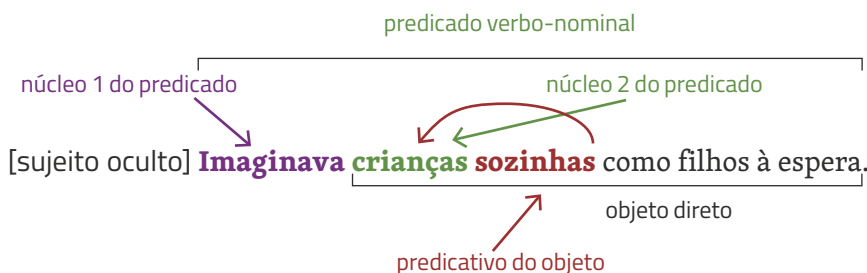 predicado verbo-nominal
núcleo 1 do predicado
núcleo 2 do predicado
[sujeito oculto] Imaginava crianças sozinhas como filhos à espera.
objeto direto
predicativo do objeto